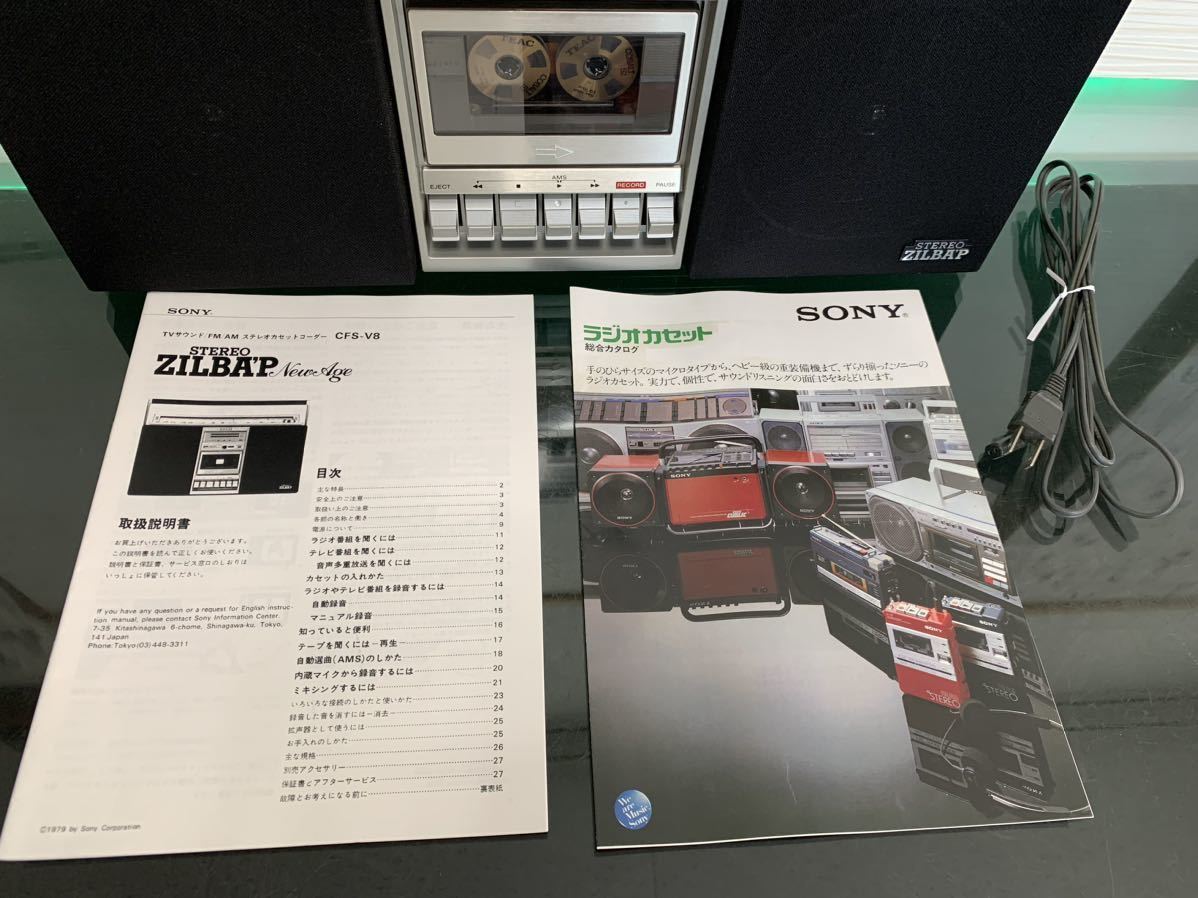 TEAC
COBALT
TEAC
COBALT
AMS
EJECT
RECORD
PAUSE
STEREO
ZILBA'P
SONY
TVサウンド/FM/AM ステレオカセットコーダー CFS-V8
STEREO
ZILBA'P New Age
取扱説明書
お買上げいただきありがとうございます。
この説明書を読んで正しくお使いください。
説明書と保証書、サービス窓口のしおりは
いっしょに保管してください。
If you have any question or a request for English instruc-
tion manual, please contact Sony Information Center.
7-35 Kitashinagawa 6-chome, Shinagawa-ku, Tokyo,
141 Japan
Phone:Tokyo(03)448-3311
©1979 by Sony Corporation
目次
主な特長 2
安全上のご注意 3
取扱い上のご注意 3
各部の名称と働き 4
電源について 9
ラジオ番組を聞くには 11
テレビ番組を聞くには 12
音声多重放送を聞くには 12
カセットの入れかた 13
ラジオやテレビ番組を録音するには 14
自動録音 14
マニュアル録音 15
知っていると便利 16
テープを聞くには－再生－ 17
自動選曲(AMS)のしかた 18
内蔵マイクから録音するには 20
ミキシングするには 21
いろいろな接続のしかたと使いかた 23
録音した音を消すには－消去－ 24
拡声器として使うには 25
お手入れのしかた 25
主な規格 26
別売アクセサリー 27
保証書とアフターサービス 27
故障とお考えになる前に 裏表紙
SONY
ラジオカセット
総合カタログ
手のひらサイズのマイクロタイプから、ヘビー級の重装備機まで、ずらり揃ったソニーの
ラジオカセット。実力で、個性で、サウンドリスニングの面白さをおとどけします。
SONY
SONY
SONY
SONY
SONY
STEREO
We
are
Music
Sony